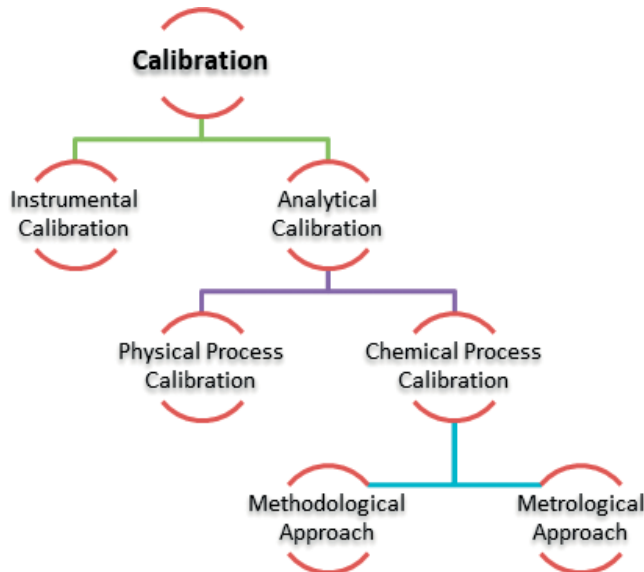 Calibration
Instrumental
Calibration
Analytical
Calibration
Physical Process
Calibration
Chemical Process
Calibration
Methodological
Approach
Metrological
Approach